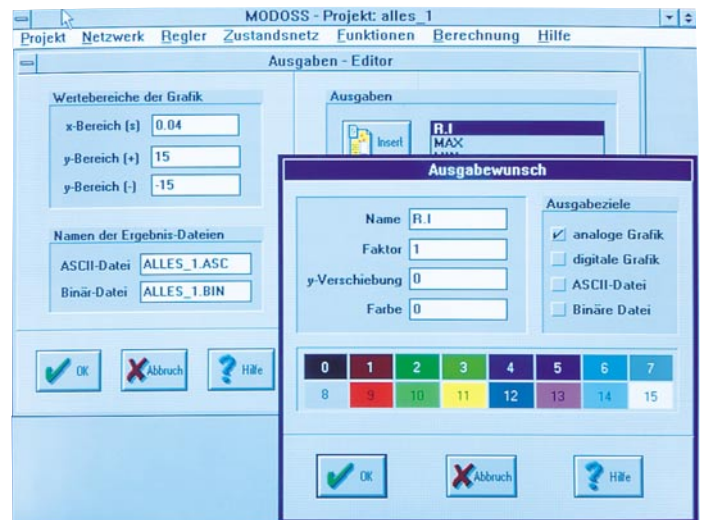 MODOSS - Projekt: alles_1
Projekt Netzwerk Regler Zustandsnetz Funktionen Berechnung Hilfe
Ausgaben - Editor
Wertebereiche der Grafik
x-Bereich (s) 0.04
y-Bereich (+) 15
y-Bereich (-) -15
Namen der Ergebnis-Dateien
ASCII-Datei ALLES_1.ASC
Binär-Datei ALLES_1.BIN
OK Abbruch Hilfe
Ausgaben
Insert
R.I
MAX
Ausgabewunsch
Name R.I
Faktor 1
y-Verschiebung 0
Farbe 0
Ausgabeziele
analoge Grafik
digitale Grafik
ASCII-Datei
Binäre Datei
0 1 2 3 4 5 6 7
8 9 10 11 12 13 14 15
OK Abbruch Hilfe